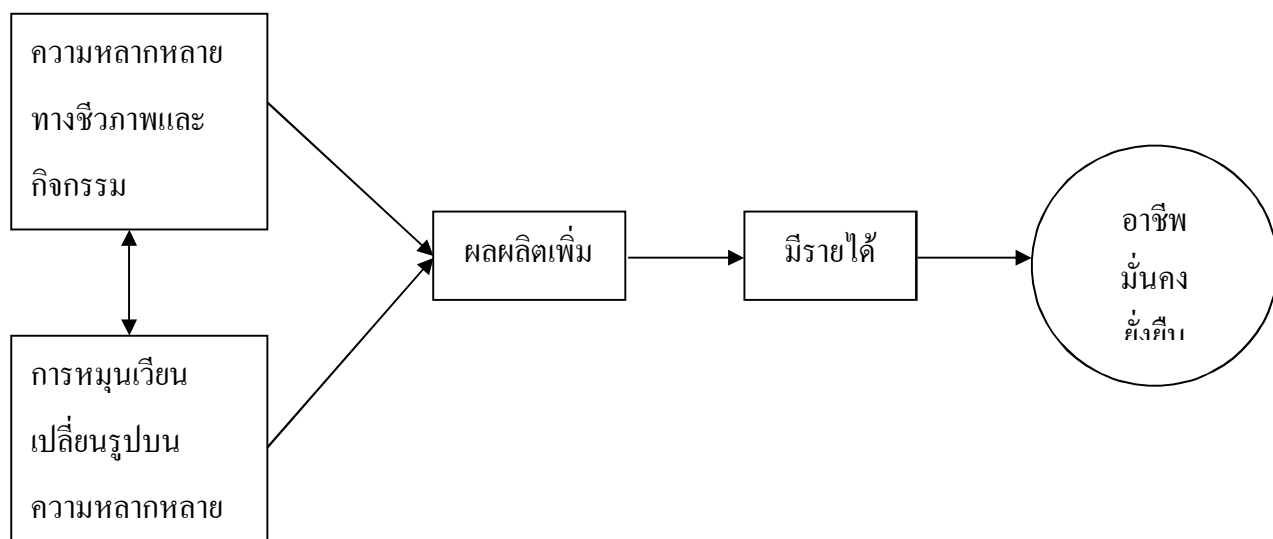 ความหลากหลาย
ทางชีวภาพและ
กิจกรรม
ผลผลิตเพิ่ม
มีรายได้
อาชีพ
มั่นคง
ยั่งยืน
การหมุนเวียน
เปลี่ยนรูปบน
ความหลากหลาย